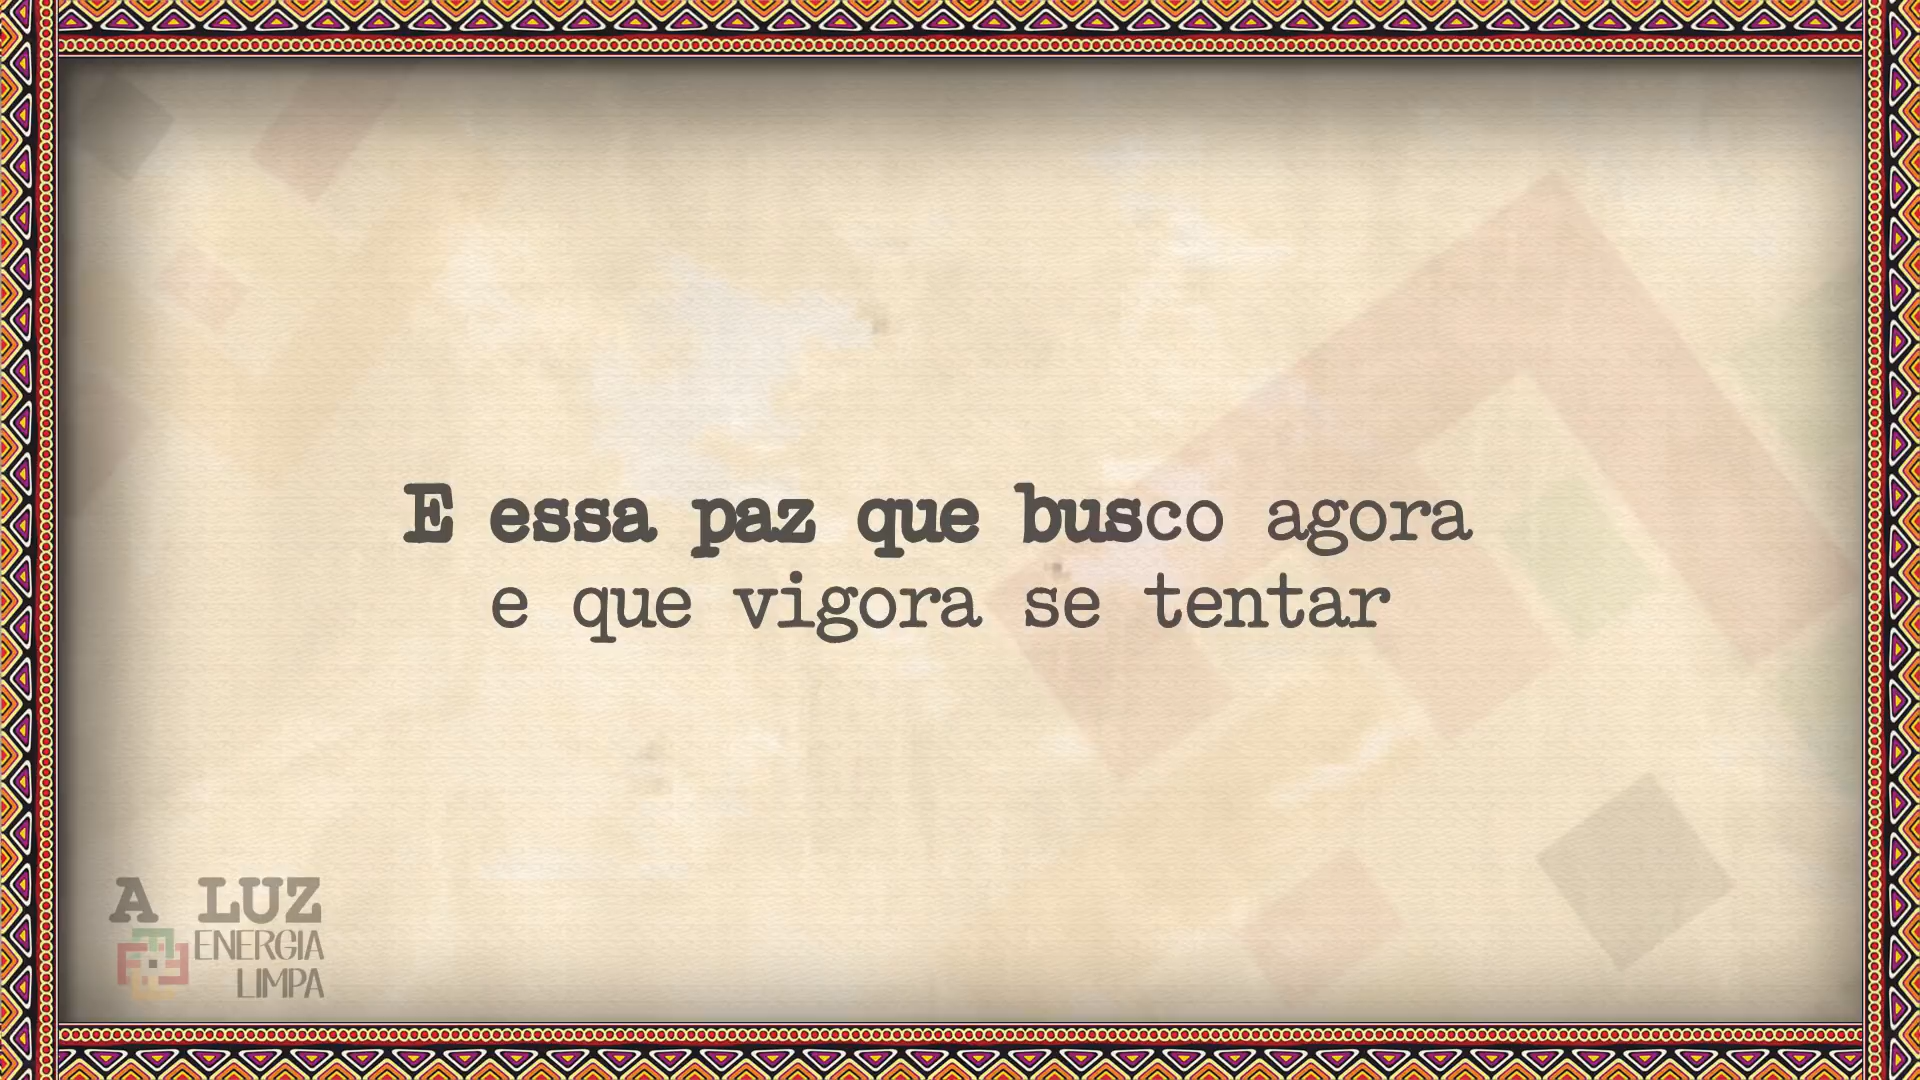 E essa paz que busco agora
e que vigora se tentar
A LUZ
ENERGIA
LIMPA